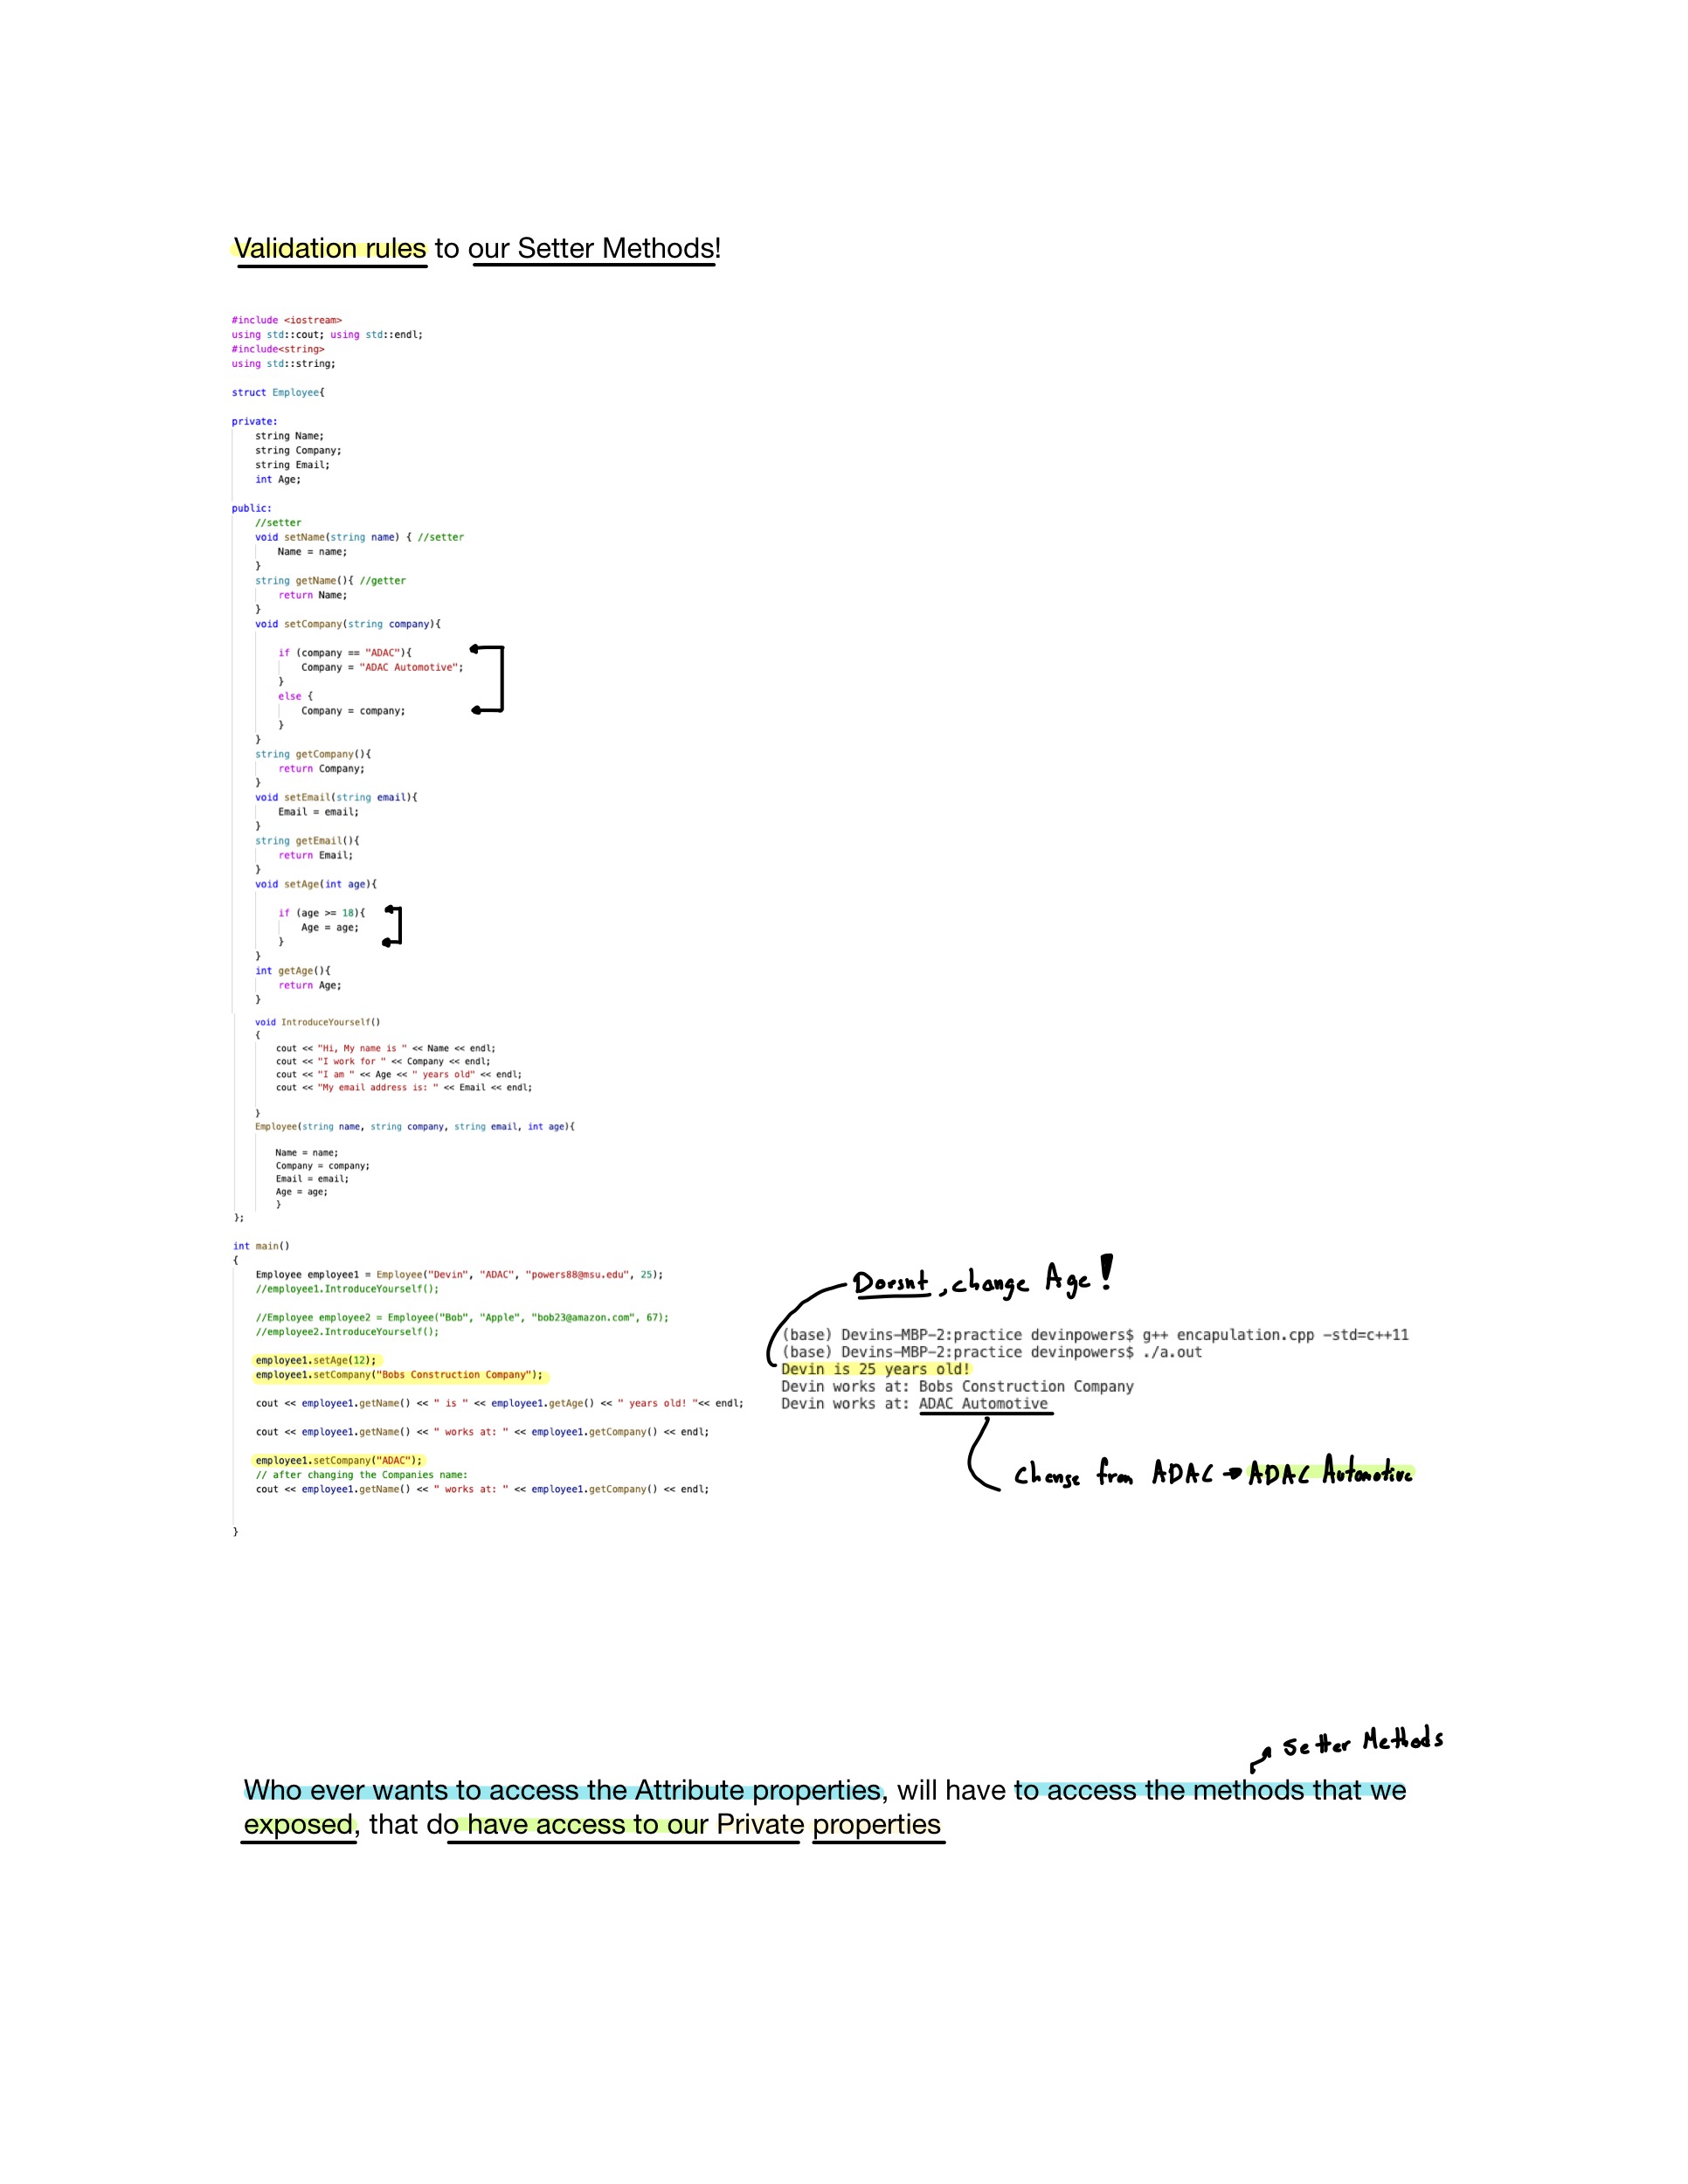 Validation rules to our Setter Methods!
#include <iostream>
using std::cout; using std::endl;
#include<string>
using std::string;
struct Employee{
private:
string Name;
string Company;
string Email;
int Age;
public:
//setter
void setName(string name) { //setter
Name = name;
}
string getName(){ //getter
return Name;
}
void setCompany(string company){
if (company == "ADAC"){
Company = "ADAC Automotive";
}
else {
Company = company;
}
}
string getCompany(){
return Company;
}
void setEmail(string email){
Email = email;
}
string getEmail(){
return Email;
}
void setAge(int age){
if (age >= 18){
Age = age;
}
}
int getAge(){
return Age;
}
void IntroduceYourself()
{
cout << "Hi, My name is " << Name << endl;
cout << "I work for " << Company << endl;
cout << "I am " << Age << " years old" << endl;
cout << "My email address is: " << Email << endl;
}
Employee(string name, string company, string email, int age){
Name = name;
Company = company;
Email = email;
Age = age;
}
};
int main()
{
Employee employee1 = Employee("Devin", "ADAC", "powers88@msu.edu", 25);
//employee1.IntroduceYourself();
//Employee employee2 = Employee("Bob", "Apple", "bob23@amazon.com", 67);
//employee2.IntroduceYourself();
employee1.setAge(12);
employee1.setCompany("Bobs Construction Company");
cout << employee1.getName() << " is " << employee1.getAge() << " years old! "<< endl;
cout << employee1.getName() << " works at: " << employee1.getCompany() << endl;
employee1.setCompany("ADAC");
// after changing the Companies name:
cout << employee1.getName() << " works at: " << employee1.getCompany() << endl;
}
Doesnt, change Age!
(base) Devins-MBP-2:practice devinpowers$ g++ encapulation.cpp -std=c++11
(base) Devins-MBP-2:practice devinpowers$ ./a.out
Devin is 25 years old!
Devin works at: Bobs Construction Company
Devin works at: ADAC Automotive
Change from ADAC → ADAC Automotive
Setter Methods
Who ever wants to access the Attribute properties, will have to access the methods that we
exposed, that do have access to our Private properties